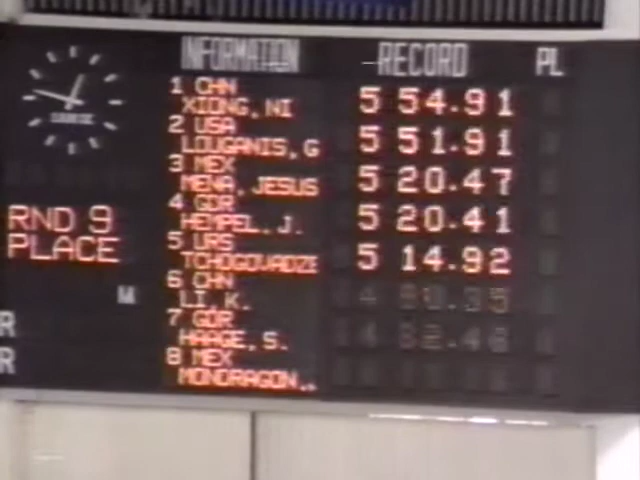 INFORMATION RECORD PL
1 CHN
XIONG, NI 5 54.91
2 USA
LOUGANIS, G 5 51.91
3 MEX
MENA, JESUS 5 20.47
4 GDR
HEMPEL, J. 5 20.41
5 URS
TCHOGOVADZE 5 14.92
6 CHN
LI, K.
7 GDR
HAAGE, S.
8 MEX
MONDRAGON,.
RND 9
PLACE
M
R
R